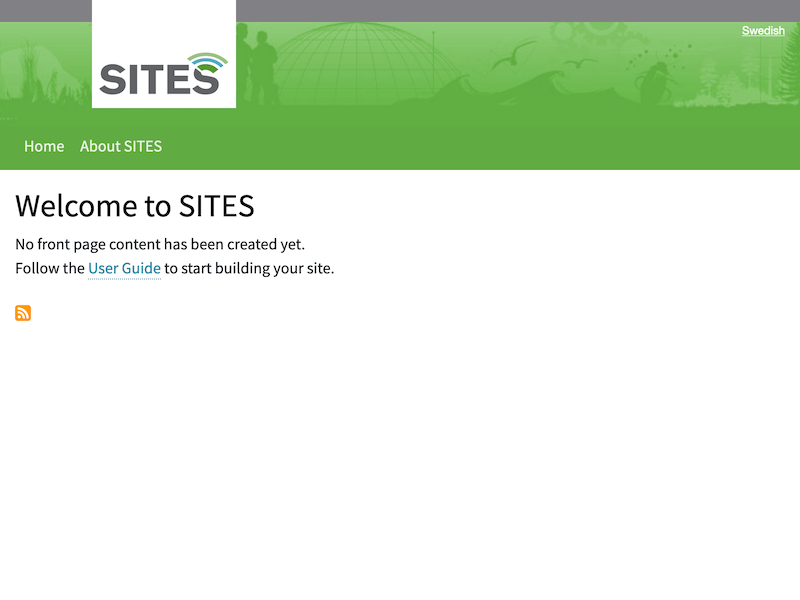 Swedish
SITES
Home About SITES
Welcome to SITES
No front page content has been created yet.
Follow the User Guide to start building your site.